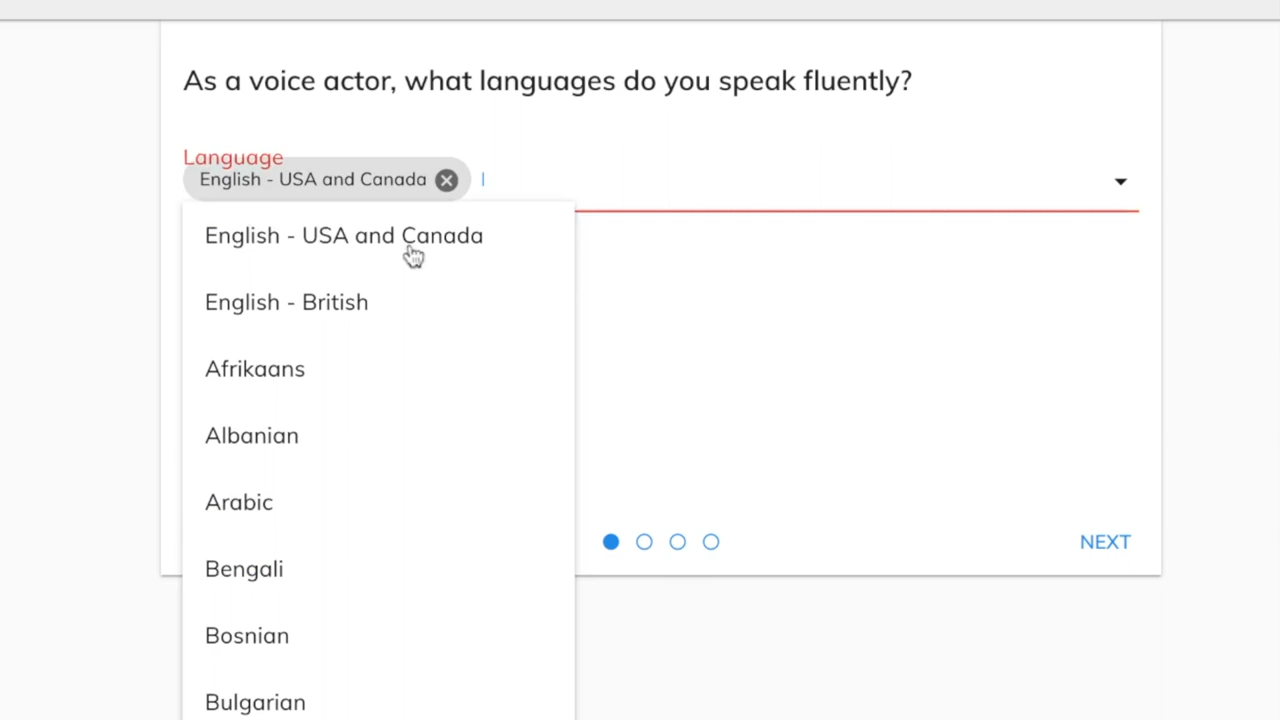 As a voice actor, what languages do you speak fluently?
Language
English - USA and Canada
English - USA and Canada
English - British
Afrikaans
Albanian
Arabic
Bengali
Bosnian
Bulgarian
NEXT